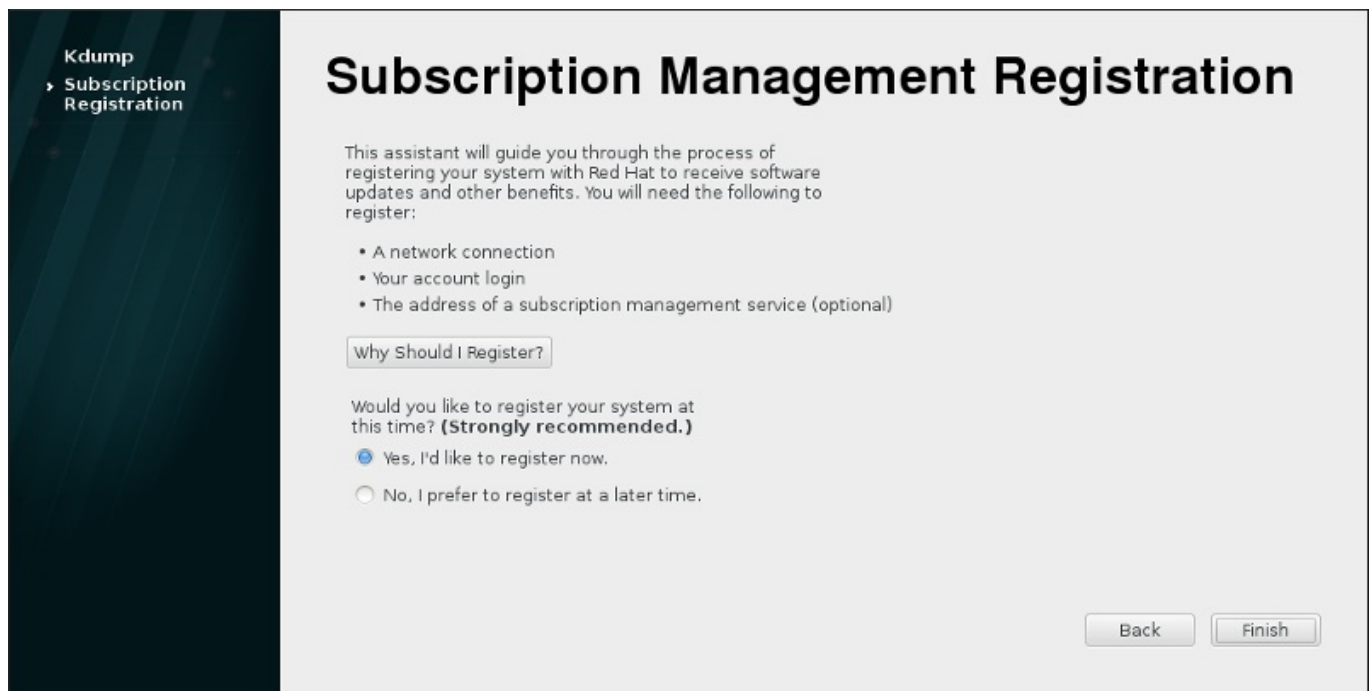 Kdump
Subscription
Registration
Subscription Management Registration
This assistant will guide you through the process of
registering your system with Red Hat to receive software
updates and other benefits. You will need the following to
register:
• A network connection
• Your account login
• The address of a subscription management service (optional)
Why Should I Register?
Would you like to register your system at
this time? (Strongly recommended.)
Yes, I'd like to register now.
No, I prefer to register at a later time.
Back
Finish